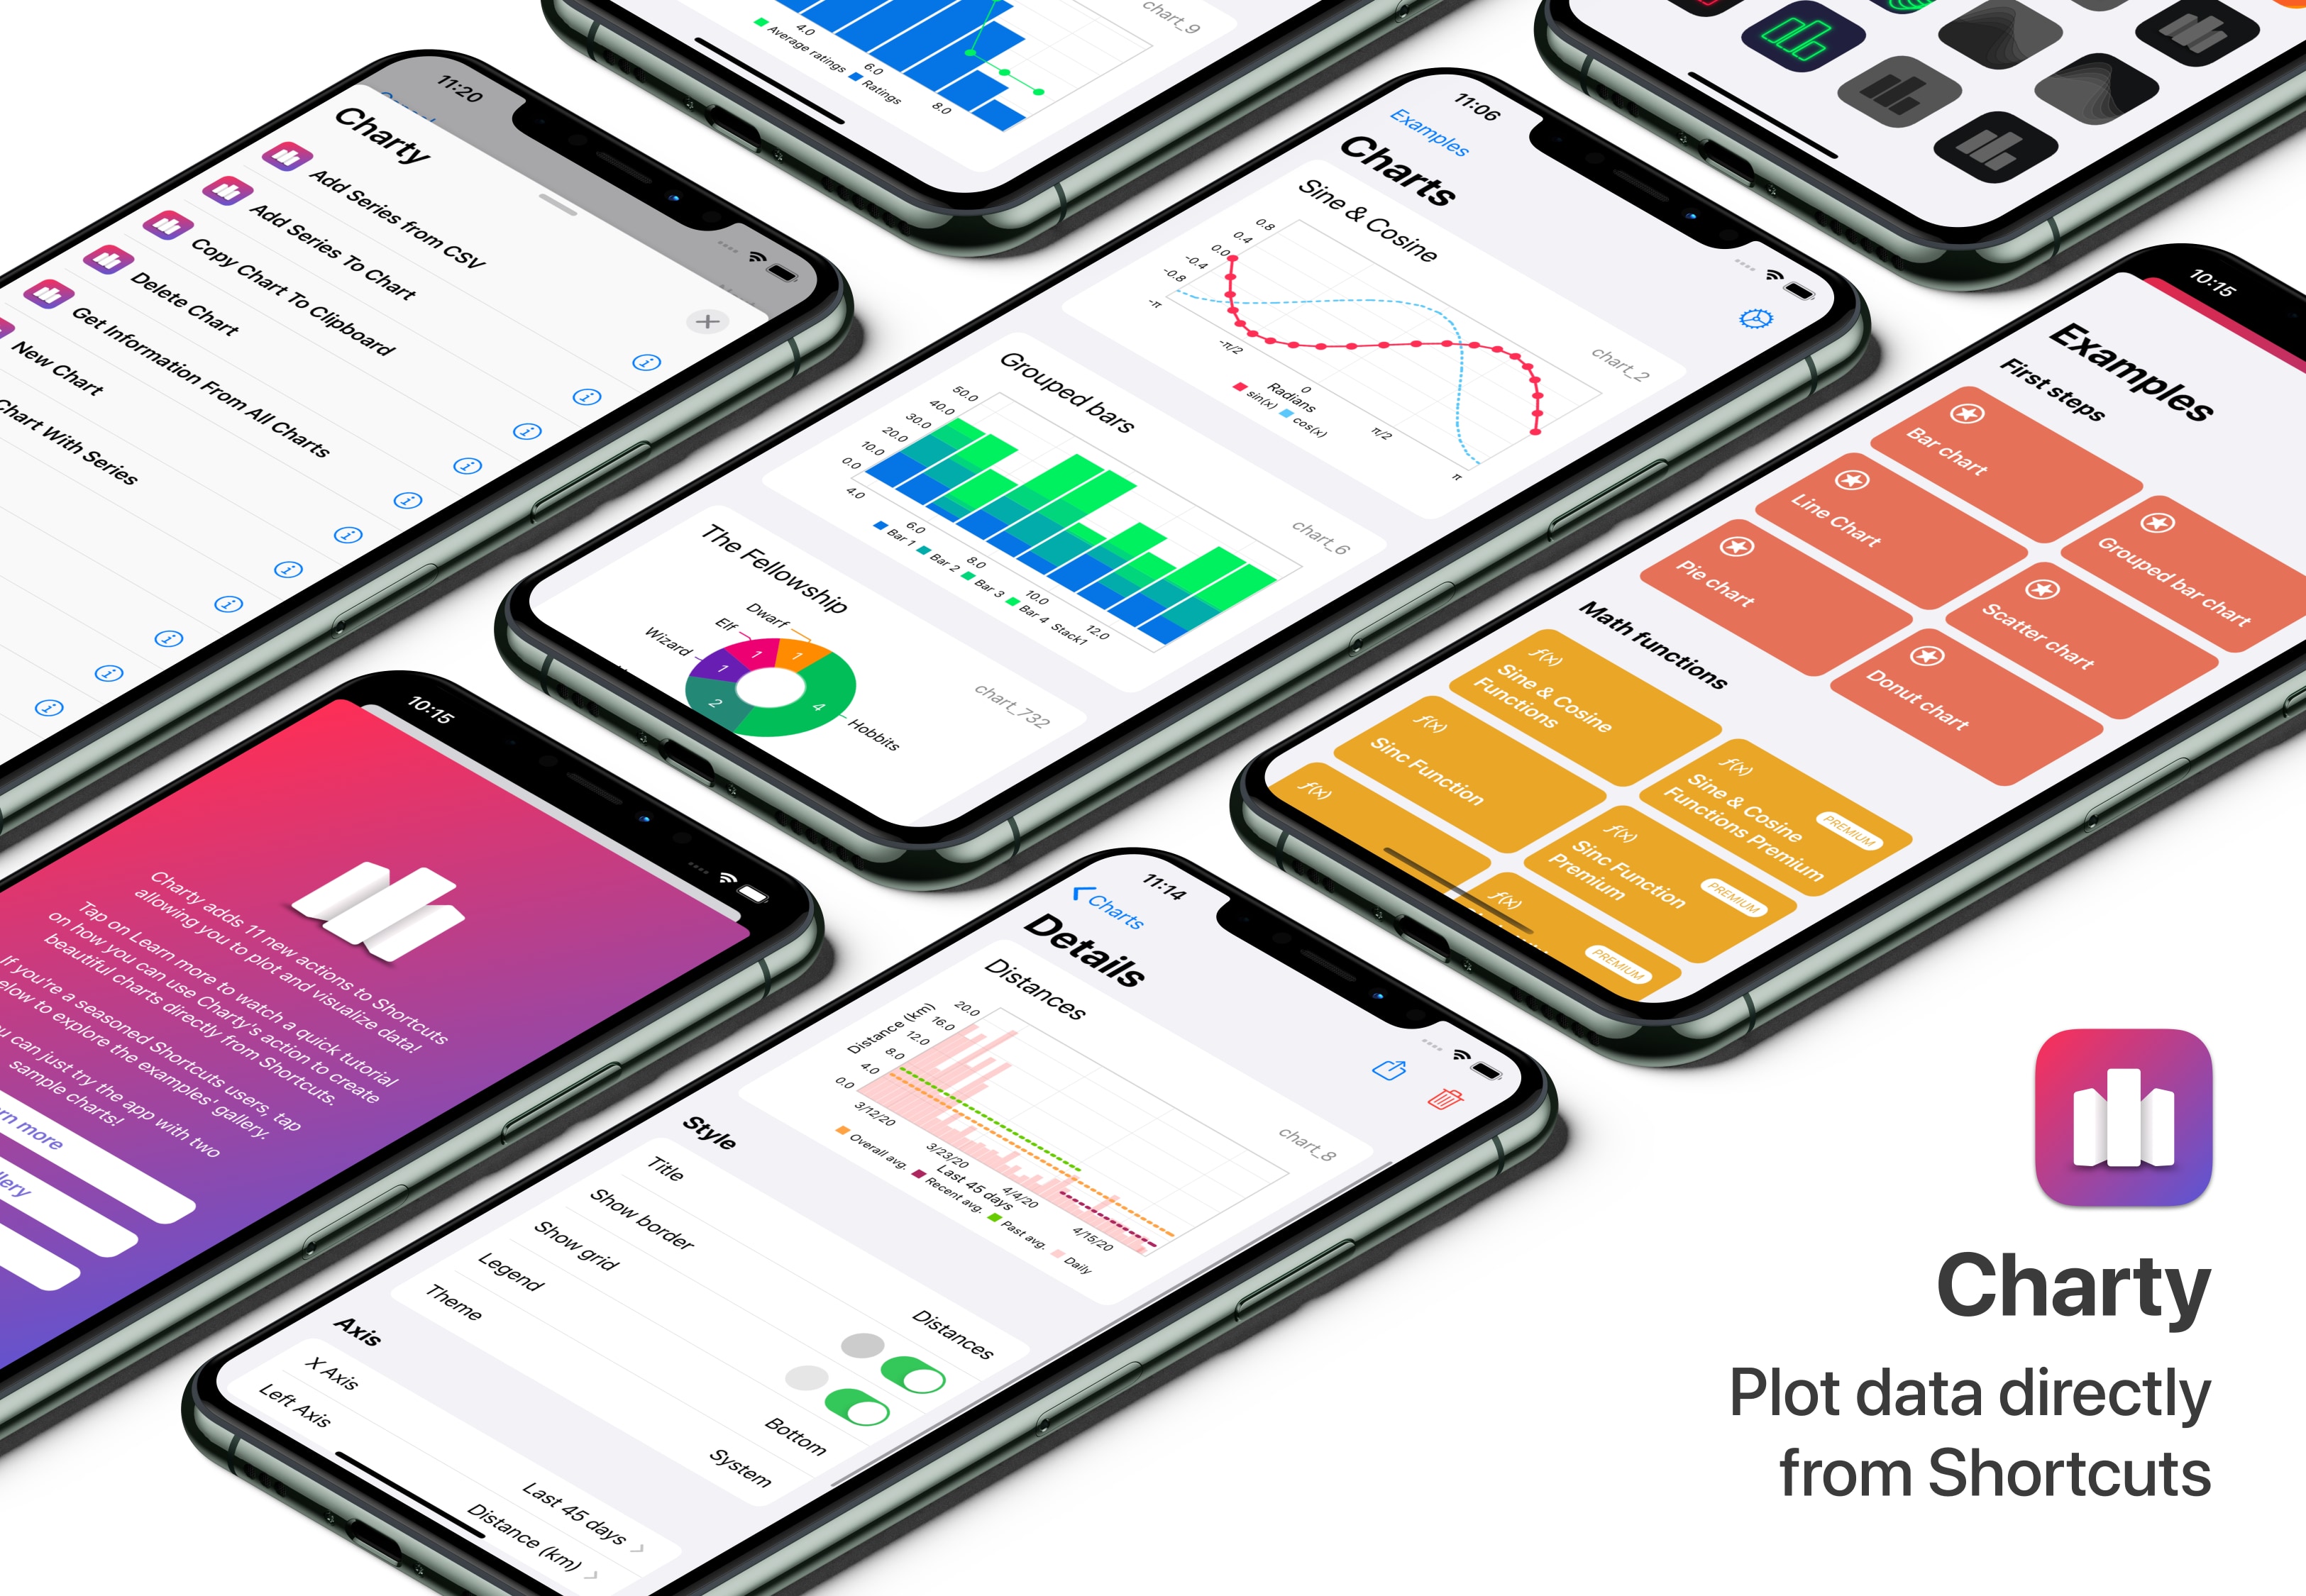 4.0
6.0
8.0
Average ratings
Ratings
chart_9
11:20
Charty
Add Series from CSV
Add Series To Chart
Copy Chart To Clipboard
Delete Chart
Get Information From All Charts
New Chart
Chart With Series
11:06
Examples
Charts
Sine & Cosine
chart_2
0.8
0.4
0.0
-0.4
-0.8
-π
-π/2
0
π/2
π
Radians
sin(x)
cos(x)
Grouped bars
chart_6
50.0
40.0
30.0
20.0
10.0
0.0
4.0
6.0
8.0
10.0
12.0
Bar 1
Bar 2
Bar 3
Bar 4
Stack1
The Fellowship
chart_732
Dwarf
Elf
Wizard
Hobbits
1
1
1
2
4
10:15
Examples
First steps
Bar chart
Grouped bar chart
Line Chart
Scatter chart
Pie chart
Donut chart
Math functions
f(x)
Sine & Cosine
Functions
f(x)
Sine & Cosine
Functions Premium
PREMIUM
f(x)
Sinc Function
f(x)
Sinc Function
Premium
PREMIUM
f(x)
f(x)
PREMIUM
10:15
Charty adds 11 new actions to Shortcuts
allowing you to plot and visualize data!
Tap on Learn more to watch a quick tutorial
on how you can use Charty's action to create
beautiful charts directly from Shortcuts.
If you're a seasoned Shortcuts users, tap
below to explore the examples' gallery.
can just try the app with two
sample charts!
more
11:14
Charts
Details
Distances
chart_8
Distance (km)
20.0
16.0
12.0
8.0
4.0
0.0
3/12/20
3/23/20
4/4/20
4/15/20
Last 45 days
Overall avg.
Recent avg.
Past avg.
Daily
Style
Title
Distances
Show border
Show grid
Legend
Bottom
Theme
System
Axis
X Axis
Last 45 days
Left Axis
Distance (km)
Charty
Plot data directly
from Shortcuts